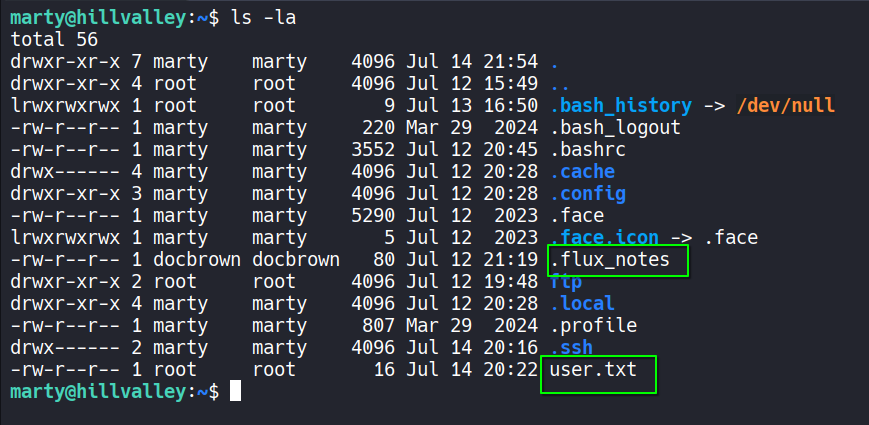 marty@hillvalley:~$ ls -la
total 56
drwxr-xr-x 7 marty    marty    4096 Jul 14 21:54 .
drwxr-xr-x 4 root     root     4096 Jul 12 15:49 ..
lrwxrwxrwx 1 root     root        9 Jul 13 16:50 .bash_history -> /dev/null
-rw-r--r-- 1 marty    marty     220 Mar 29  2024 .bash_logout
-rw-r--r-- 1 marty    marty    3552 Jul 12 20:45 .bashrc
drwx------ 4 marty    marty    4096 Jul 12 20:28 .cache
drwxr-xr-x 3 marty    marty    4096 Jul 12 20:28 .config
-rw-r--r-- 1 marty    marty    5290 Jul 12  2023 .face
lrwxrwxrwx 1 marty    marty       5 Jul 12  2023 .face.icon -> .face
-rw-r--r-- 1 docbrown docbrown   80 Jul 12 21:19 .flux_notes
drwxr-xr-x 2 root     root     4096 Jul 12 19:48 ftp
drwxr-xr-x 4 marty    marty    4096 Jul 12 20:28 .local
-rw-r--r-- 1 marty    marty     807 Mar 29  2024 .profile
drwx------ 2 marty    marty    4096 Jul 14 20:16 .ssh
-rw-r--r-- 1 root     root       16 Jul 14 20:22 user.txt
marty@hillvalley:~$